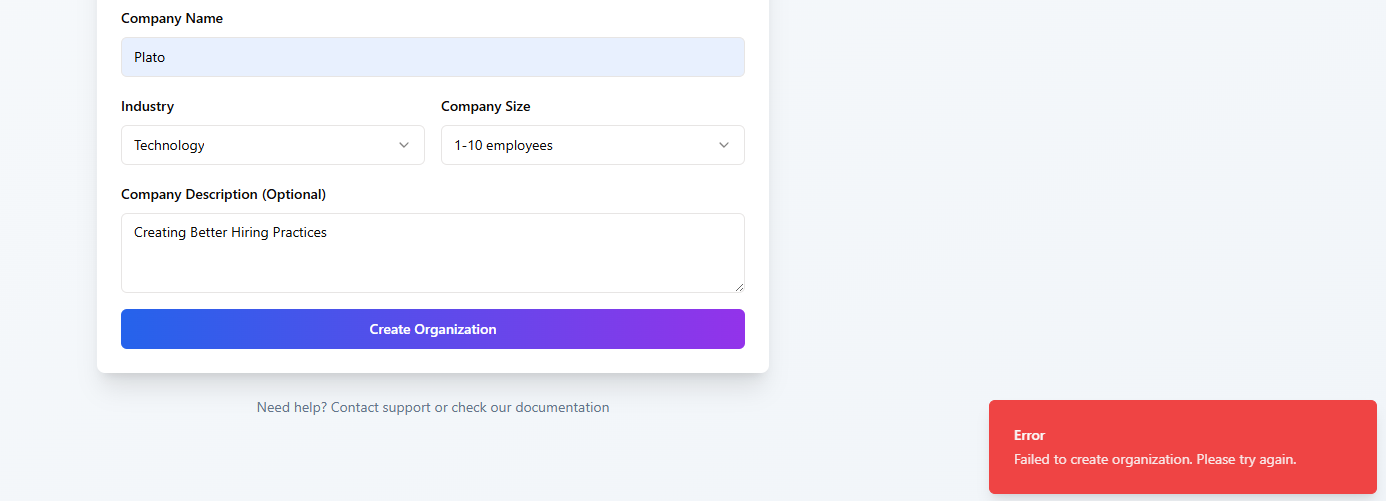 Company Name
Plato
Industry
Company Size
Technology
1-10 employees
Company Description (Optional)
Creating Better Hiring Practices
Create Organization
Need help? Contact support or check our documentation
Error
Failed to create organization. Please try again.